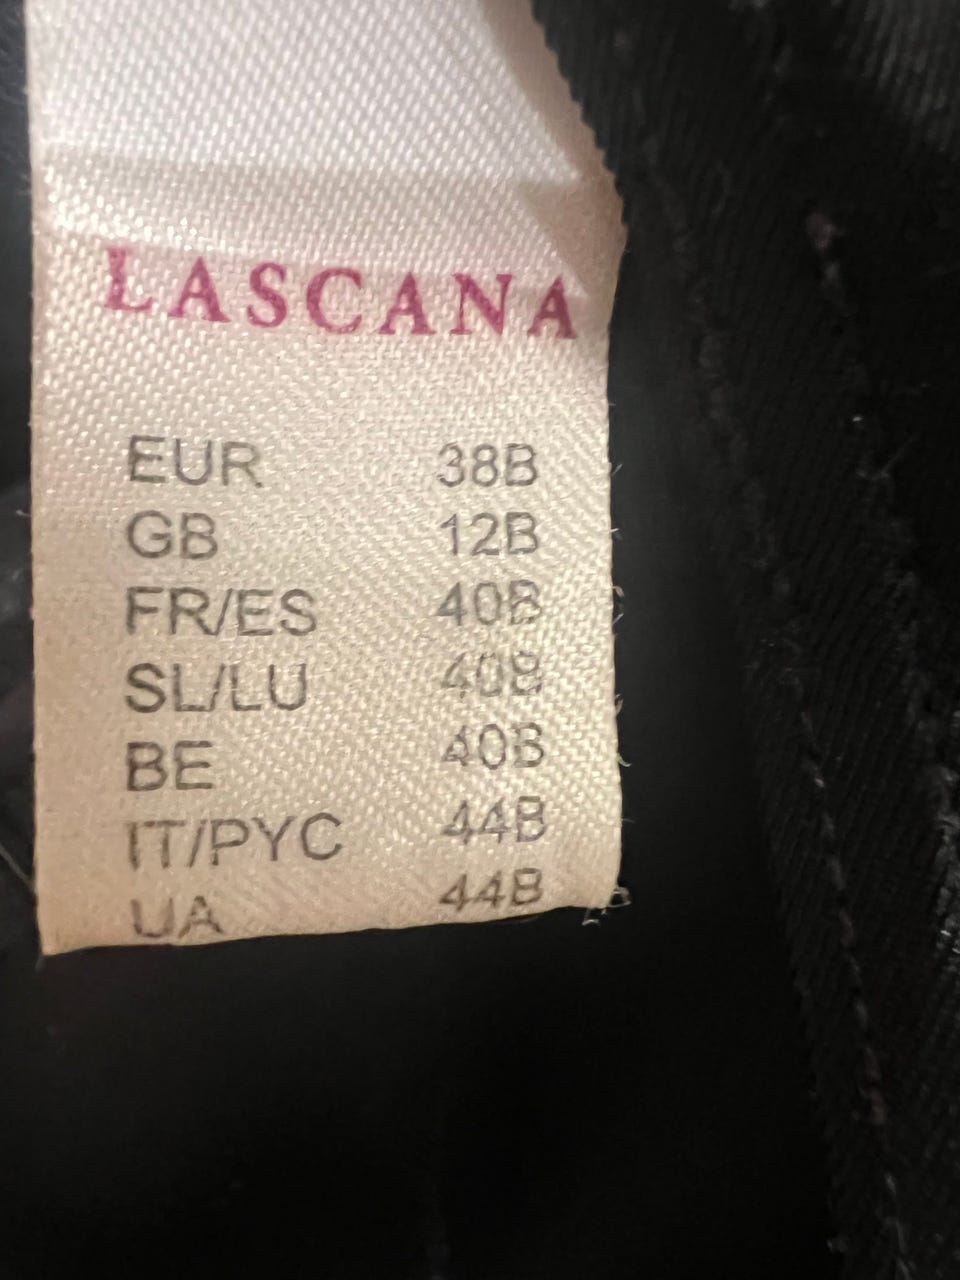 LASCANA
EUR 38B
GB 12B
FR/ES 40B
SL/LU 40B
BE 40B
IT/PYC 44B
UA 44B